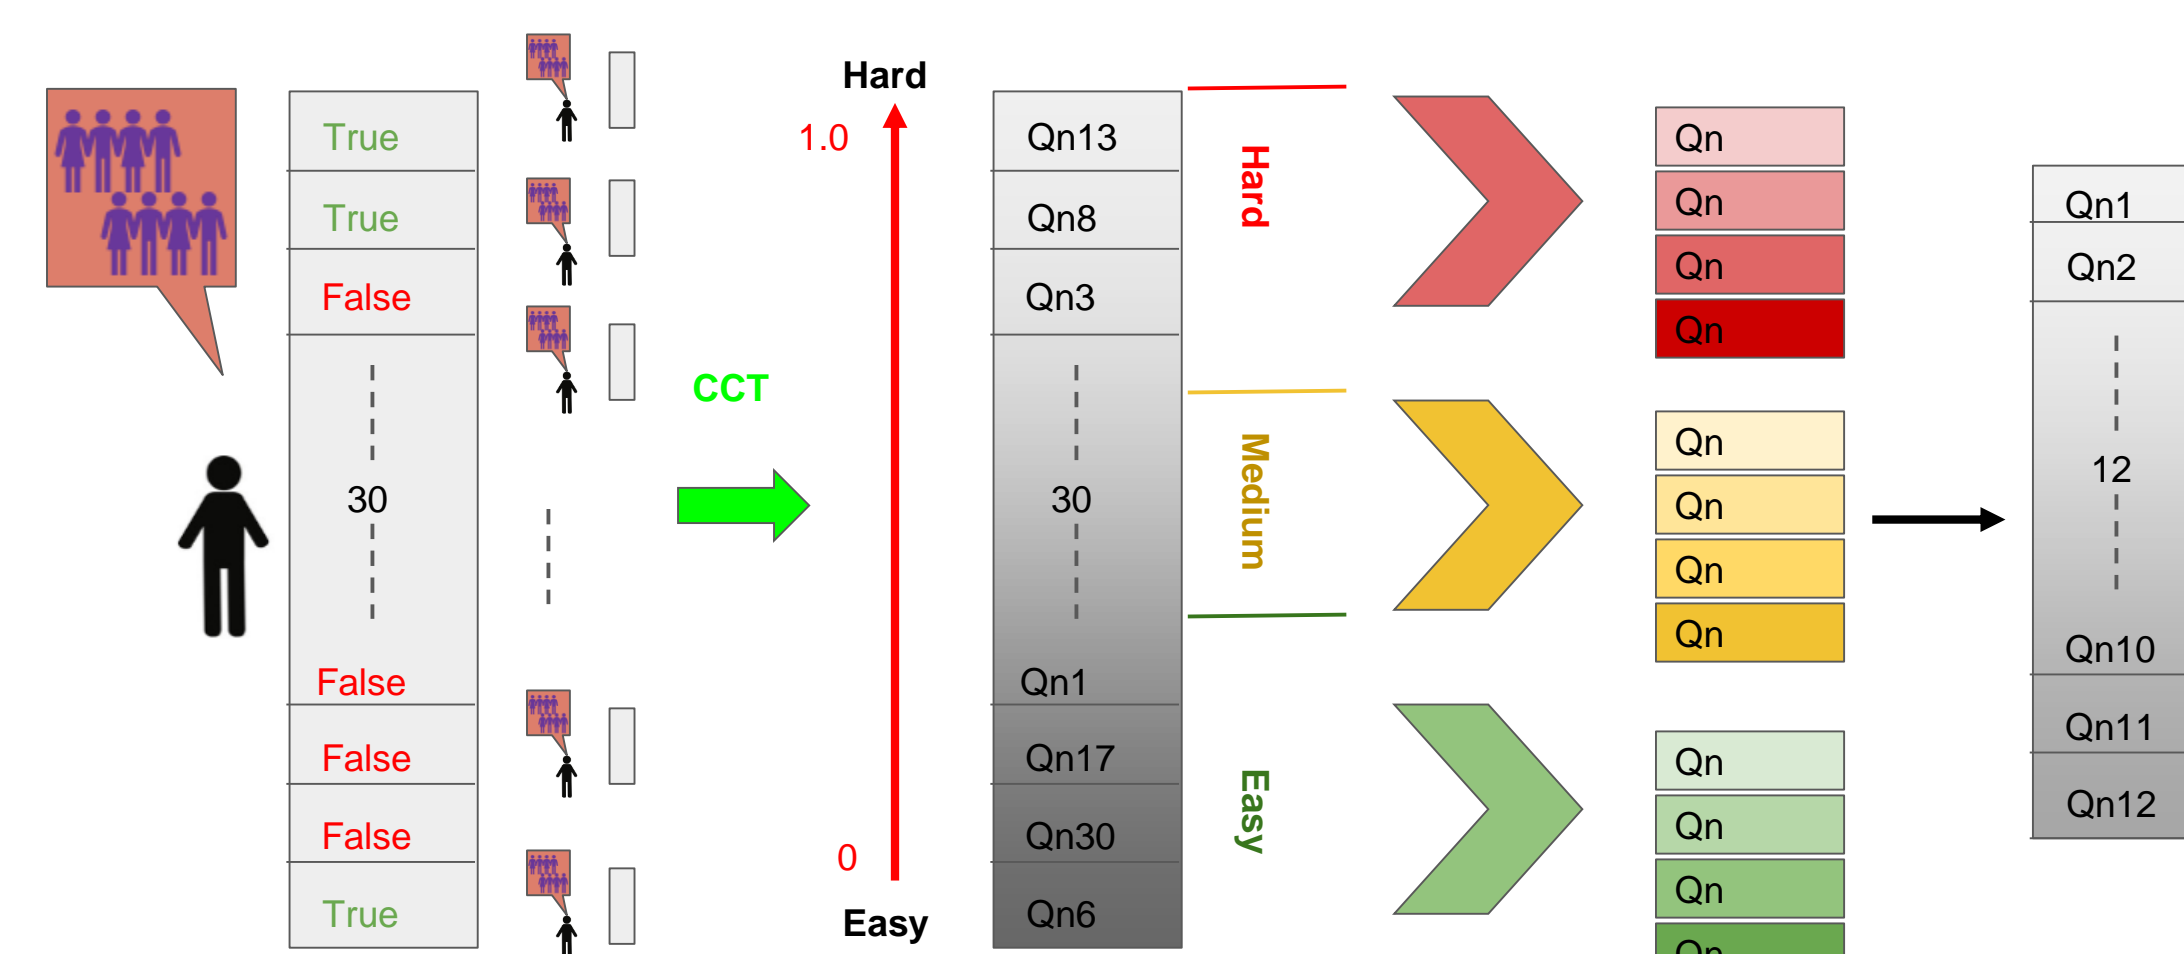 True
True
False
30
False
False
False
True
CCT
Hard
1.0
0
Easy
Qn13
Qn8
Qn3
30
Qn1
Qn17
Qn30
Qn6
Hard
Medium
Easy
Qn
Qn
Qn
Qn
Qn
Qn
Qn
Qn
Qn
Qn
Qn
Qn
Qn1
Qn2
12
Qn10
Qn11
Qn12